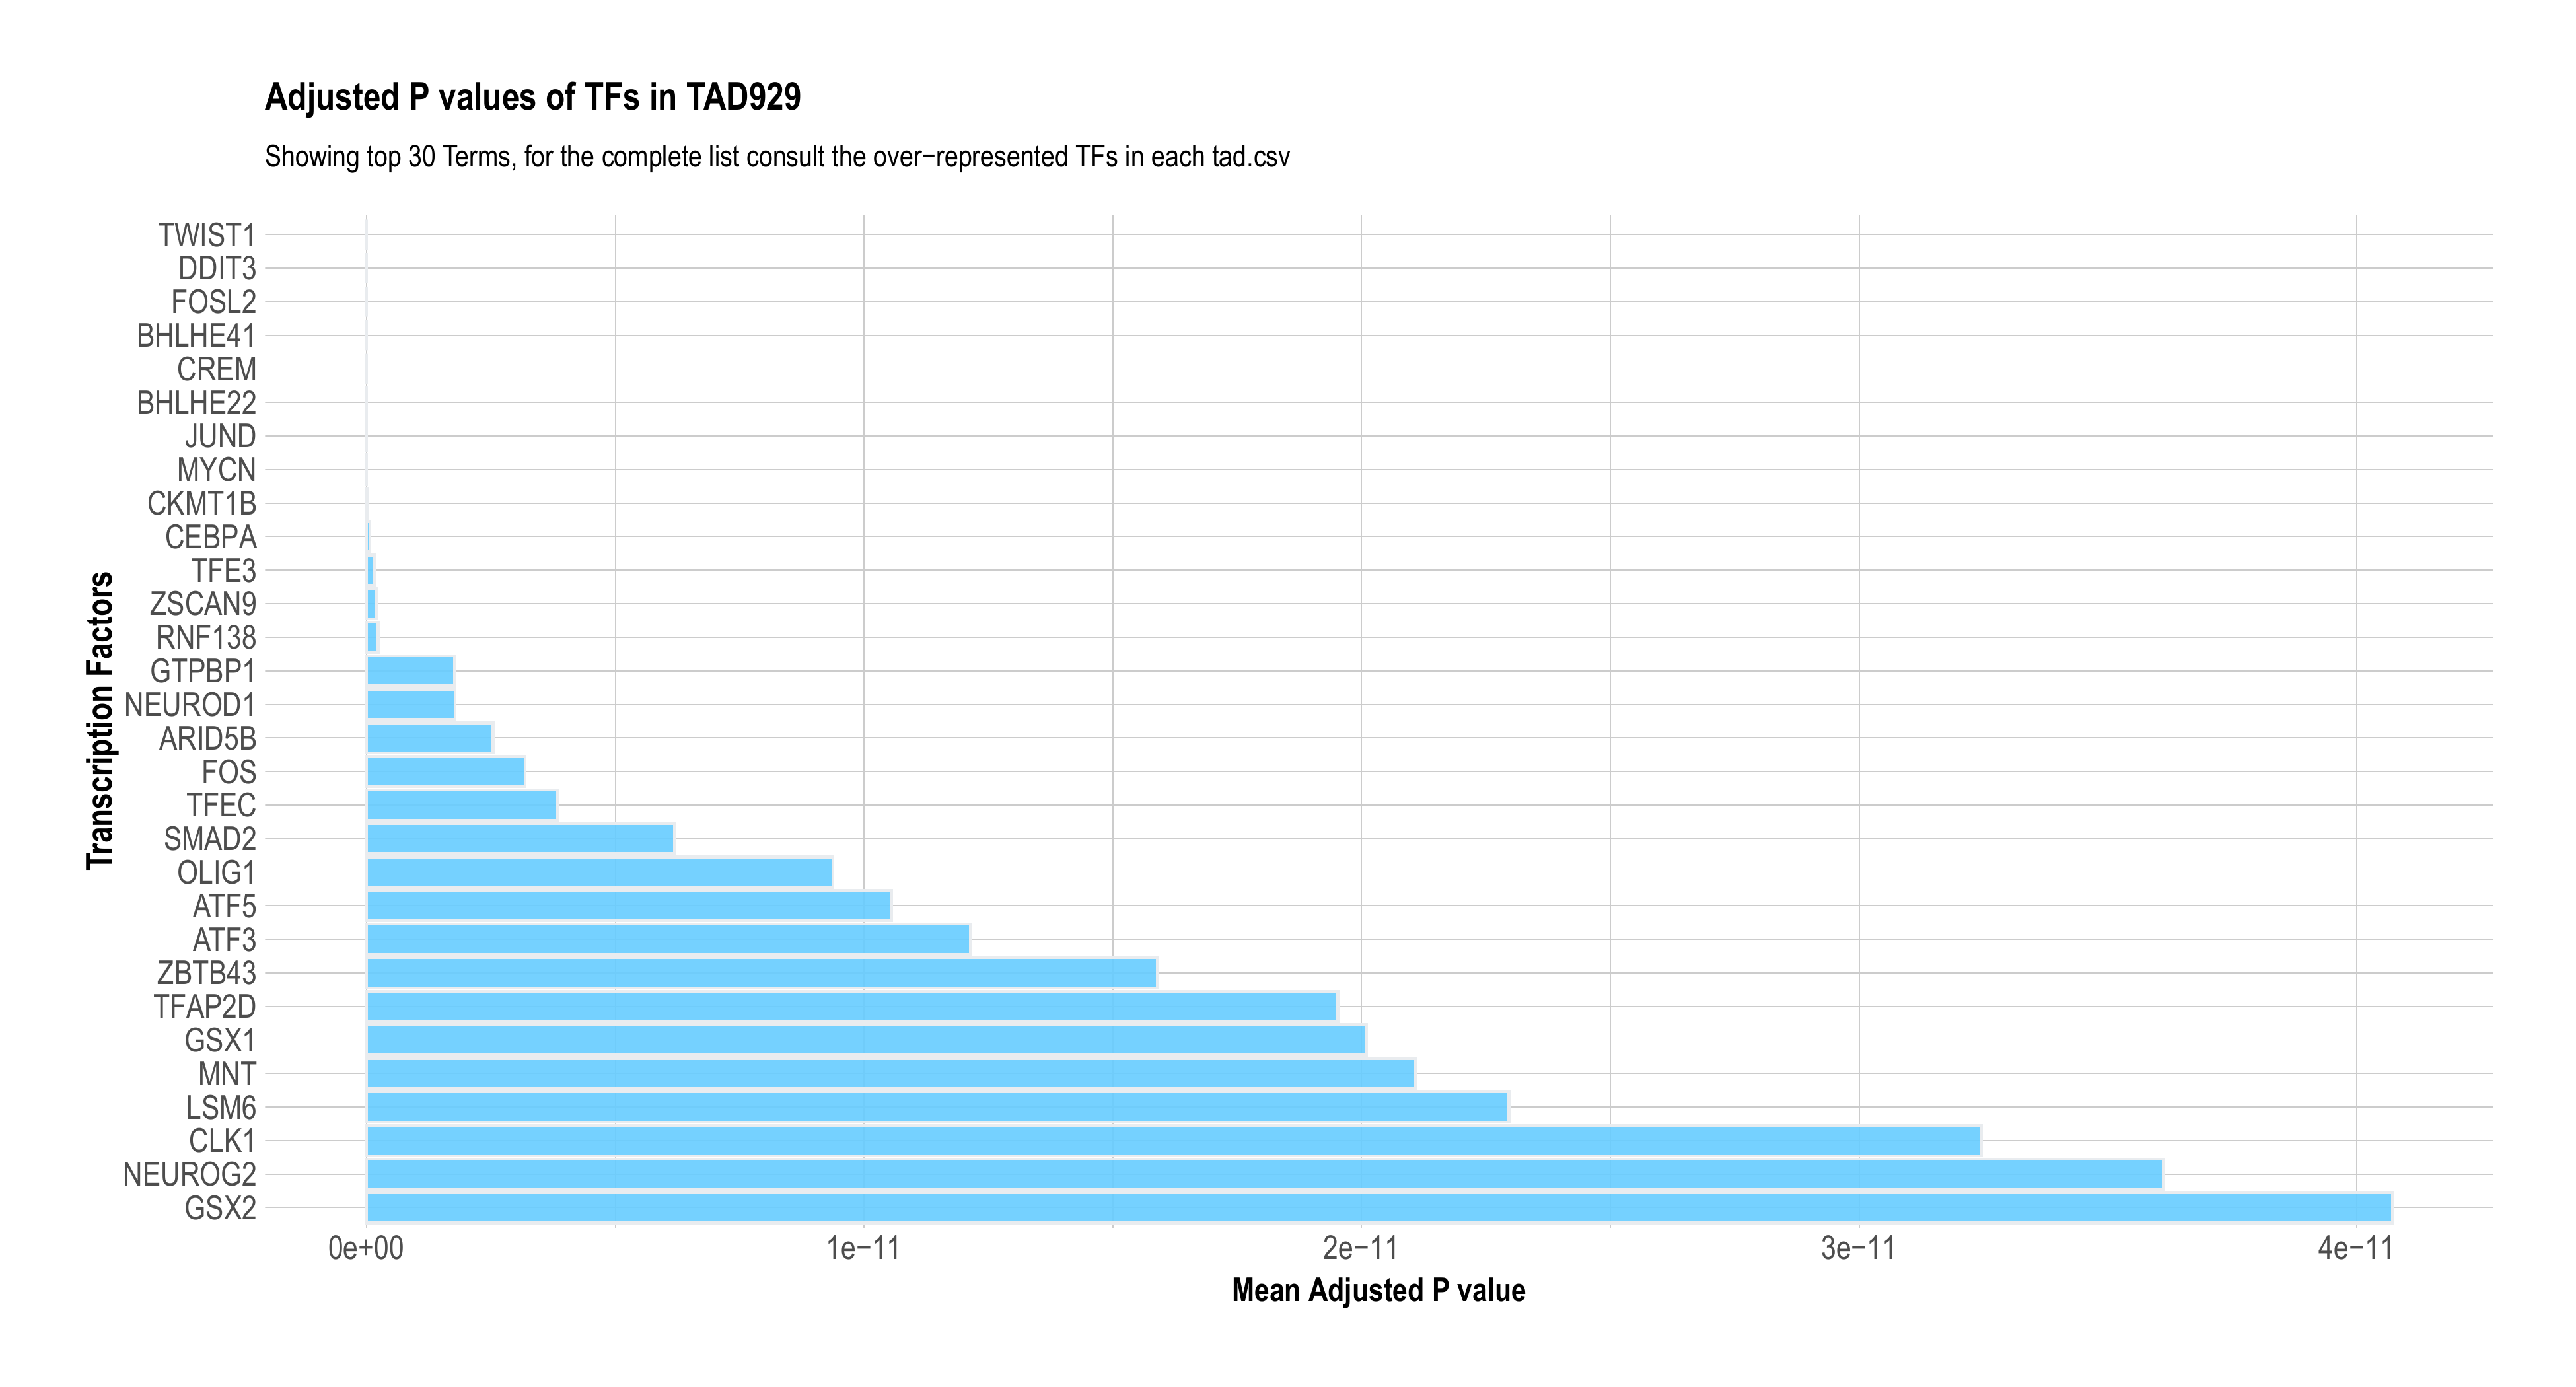 Adjusted P values of TFs in TAD929
Showing top 30 Terms, for the complete list consult the over−represented TFs in each tad.csv
Transcription Factors
TWIST1
DDIT3
FOSL2
BHLHE41
CREM
BHLHE22
JUND
MYCN
CKMT1B
CEBPA
TFE3
ZSCAN9
RNF138
GTPBP1
NEUROD1
ARID5B
FOS
TFEC
SMAD2
OLIG1
ATF5
ATF3
ZBTB43
TFAP2D
GSX1
MNT
LSM6
CLK1
NEUROG2
GSX2
0e+00 1e−11 2e−11 3e−11 4e−11
Mean Adjusted P value